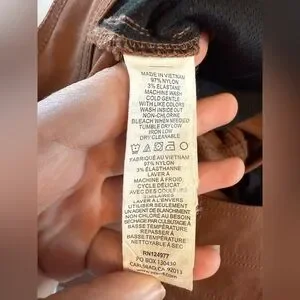 MADE IN VIETNAM
97% NYLON
3% ELASTANE
MACHINE WASH
COLD GENTLE
WITH LIKE COLORS
WASH INSIDE OUT
NON-CHLORINE
BLEACH WHEN NEEDED
TUMBLE DRY LOW
IRON LOW
DRY CLEANABLE
FABRIQUÉ AU VIETNAM
97% NYLON
3% ÉLASTHANNE
LAVER À
MACHINE À FROID,
CYCLE DÉLICAT
AVEC DES COULEURS
LAVER À L'ENVERS
UTILISER SEULEMENT
UN AGENT DE BLANCHIMENT
NON CHLORÉ AU BESOIN
SÉCHAGE PAR CULBUTAGE À
BASSE TEMPÉRATURE
REPASSER À
BASSE TEMPÉRATURE
NETTOYABLE À SEC
RN124977
PO BOX 130410
CARLSBAD, CA 92013